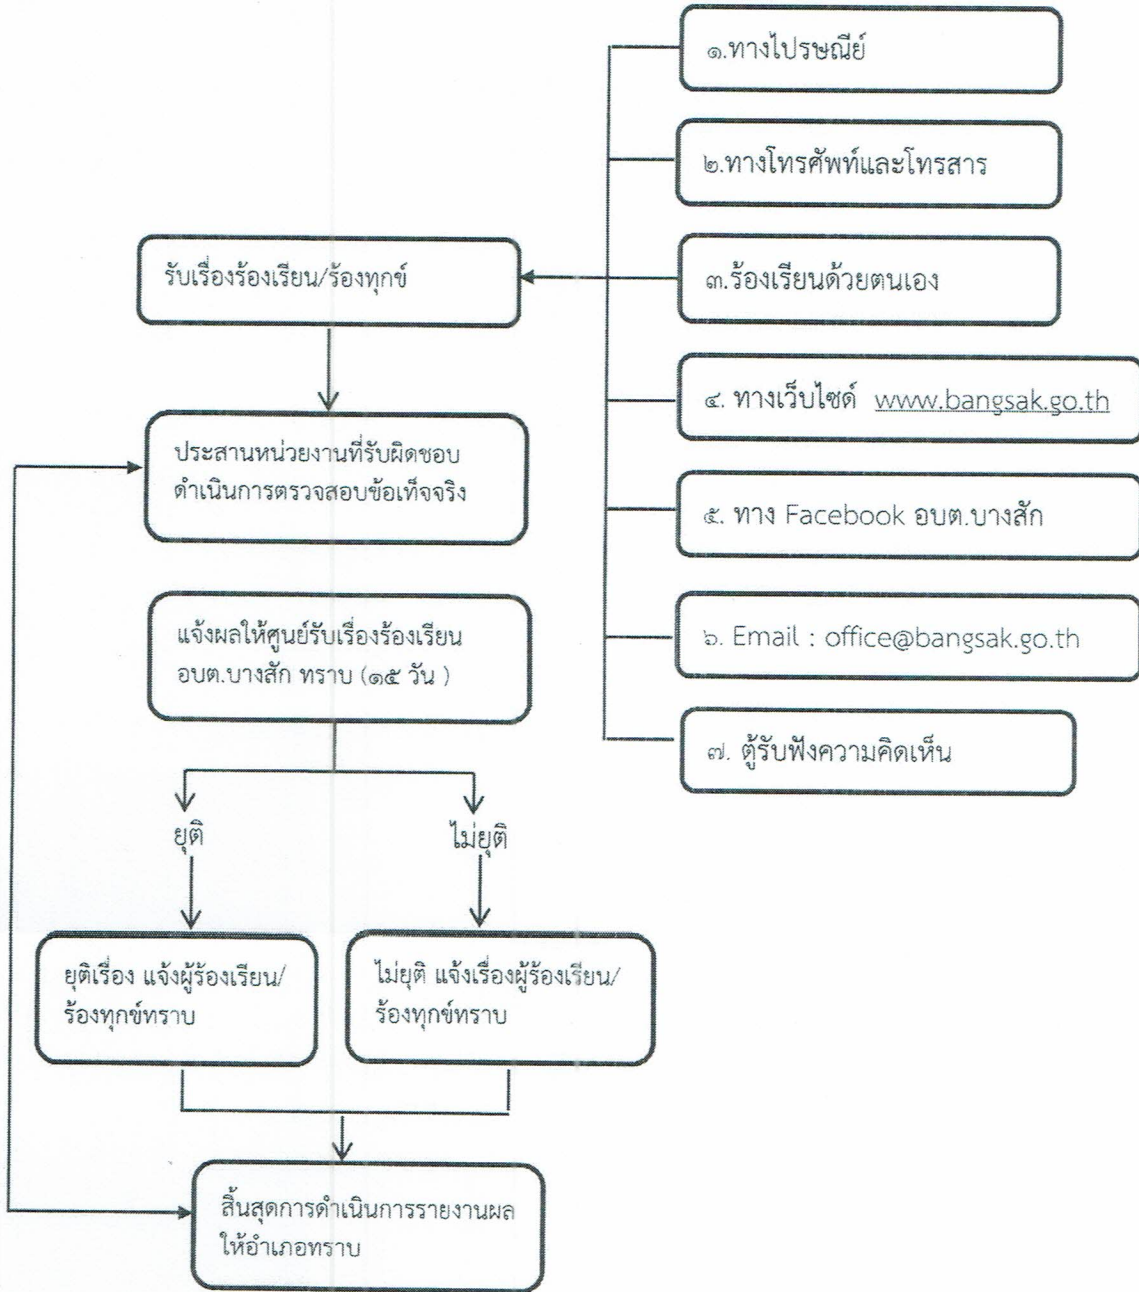 ๑.ทางไปรษณีย์
๒.ทางโทรศัพท์และโทรสาร
รับเรื่องร้องเรียน/ร้องทุกข์
๓.ร้องเรียนด้วยตนเอง
๔. ทางเว็บไซด์ www.bangsak.go.th
ประสานหน่วยงานที่รับผิดชอบ
ดำเนินการตรวจสอบข้อเท็จจริง
๕. ทาง Facebook อบต.บางสัก
แจ้งผลให้ศูนย์รับเรื่องร้องเรียน
อบต.บางสัก ทราบ (๑๕ วัน )
๖. Email : office@bangsak.go.th
๗. ตู้รับฟังความคิดเห็น
ยุติ
ไม่ยุติ
ยุติเรื่อง แจ้งผู้ร้องเรียน/
ร้องทุกข์ทราบ
ไม่ยุติ แจ้งเรื่องผู้ร้องเรียน/
ร้องทุกข์ทราบ
สิ้นสุดการดำเนินการรายงานผล
ให้อำเภอทราบ